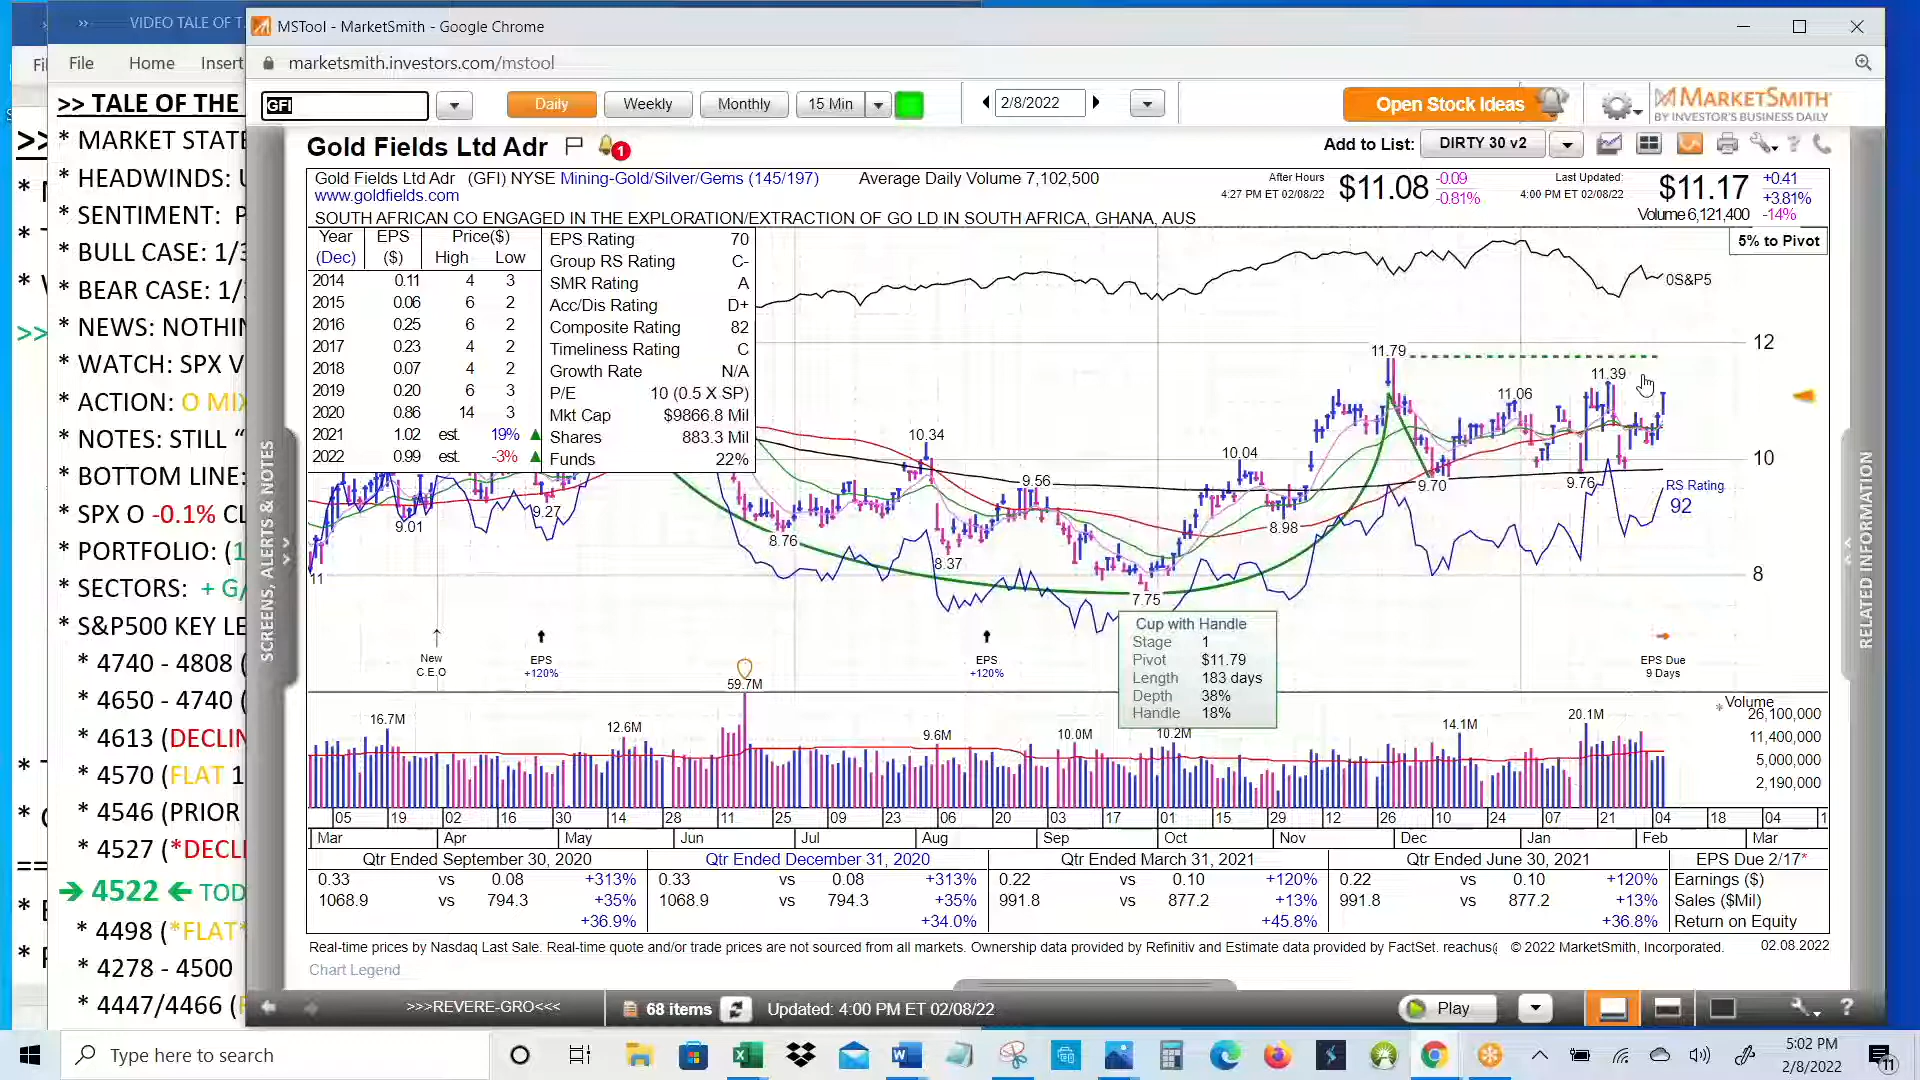 VIDEO TALE OF T
MSTool - MarketSmith - Google Chrome
File
Home
Insert
marketsmith.investors.com/mstool
>> TALE OF THE
* MARKET STATE
* HEADWINDS: U
* SENTIMENT: P
* BULL CASE: 1/3
* BEAR CASE: 1/
* NEWS: NOTHIN
* WATCH: SPX V
* ACTION: O MIX
* NOTES: STILL "
* BOTTOM LINE:
* SPX O -0.1% CL
* PORTFOLIO: (1
* SECTORS: + G/
* S&P500 KEY LE
* 4740 - 4808 (
* 4650 - 4740 (
* 4613 (DECLIN
* 4570 (FLAT 1
* 4546 (PRIOR
* 4527 (*DECLI
➔ 4522 ← TOD
* 4498 (*FLAT*
* 4278 - 4500
* 4447/4466 (
GFI
Daily
Weekly
Monthly
15 Min
2/8/2022
Open Stock Ideas
MARKETSMITH
BY INVESTOR'S BUSINESS DAILY
Gold Fields Ltd Adr
1
Add to List:
DIRTY 30 v2
Gold Fields Ltd Adr (GFI) NYSE Mining-Gold/Silver/Gems (145/197) Average Daily Volume 7,102,500
www.goldfields.com
SOUTH AFRICAN CO ENGAGED IN THE EXPLORATION/EXTRACTION OF GO LD IN SOUTH AFRICA, GHANA, AUS
After Hours
4:27 PM ET 02/08/22
$11.08
-0.09
-0.81%
Last Updated:
4:00 PM ET 02/08/22
$11.17
+0.41
+3.81%
Volume 6,121,400 -14%
5% to Pivot
Year EPS Price($)
(Dec) ($) High Low
2014 0.11 4 3
2015 0.06 6 2
2016 0.25 6 2
2017 0.23 4 2
2018 0.07 4 2
2019 0.20 6 3
2020 0.86 14 3
2021 1.02 est. 19%
2022 0.99 est. -3%
EPS Rating 70
Group RS Rating C-
SMR Rating A
Acc/Dis Rating D+
Composite Rating 82
Timeliness Rating C
Growth Rate N/A
P/E 10 (0.5 X SP)
Mkt Cap $9866.8 Mil
Shares 883.3 Mil
Funds 22%
0S&P5
12
10
8
11.79
11.39
11.06
10.34
10.04
9.56
9.70
9.76
9.01
9.27
8.98
8.76
8.37
7.75
11
RS Rating
92
Cup with Handle
Stage 1
Pivot $11.79
Length 183 days
Depth 38%
Handle 18%
New
C.E.O
EPS
+120%
EPS
+120%
EPS Due
9 Days
59.7M
16.7M
12.6M
9.6M
10.0M
10.2M
14.1M
20.1M
Volume
26,100,000
11,400,000
5,000,000
2,190,000
05 19 02 16 30 14 28 11 25 09 23 06 20 03 17 01 15 29 12 26 10 24 07 21 04 18 04 1
Mar Apr May Jun Jul Aug Sep Oct Nov Dec Jan Feb Mar
Qtr Ended September 30, 2020
0.33 vs 0.08 +313%
1068.9 vs 794.3 +35%
+36.9%
Qtr Ended December 31, 2020
0.33 vs 0.08 +313%
1068.9 vs 794.3 +35%
+34.0%
Qtr Ended March 31, 2021
0.22 vs 0.10 +120%
991.8 vs 877.2 +13%
+45.8%
Qtr Ended June 30, 2021
0.22 vs 0.10 +120%
991.8 vs 877.2 +13%
+36.8%
EPS Due 2/17*
Earnings ($)
Sales ($Mil)
Return on Equity
Real-time prices by Nasdaq Last Sale. Real-time quote and/or trade prices are not sourced from all markets. Ownership data provided by Refinitiv and Estimate data provided by FactSet. reachus@ © 2022 MarketSmith, Incorporated. 02.08.2022
Chart Legend
SCREENS, ALERTS & NOTES
RELATED INFORMATION
>>>REVERE-GRO<<<
68 items
Updated: 4:00 PM ET 02/08/22
Play
Type here to search
5:02 PM
2/8/2022
11